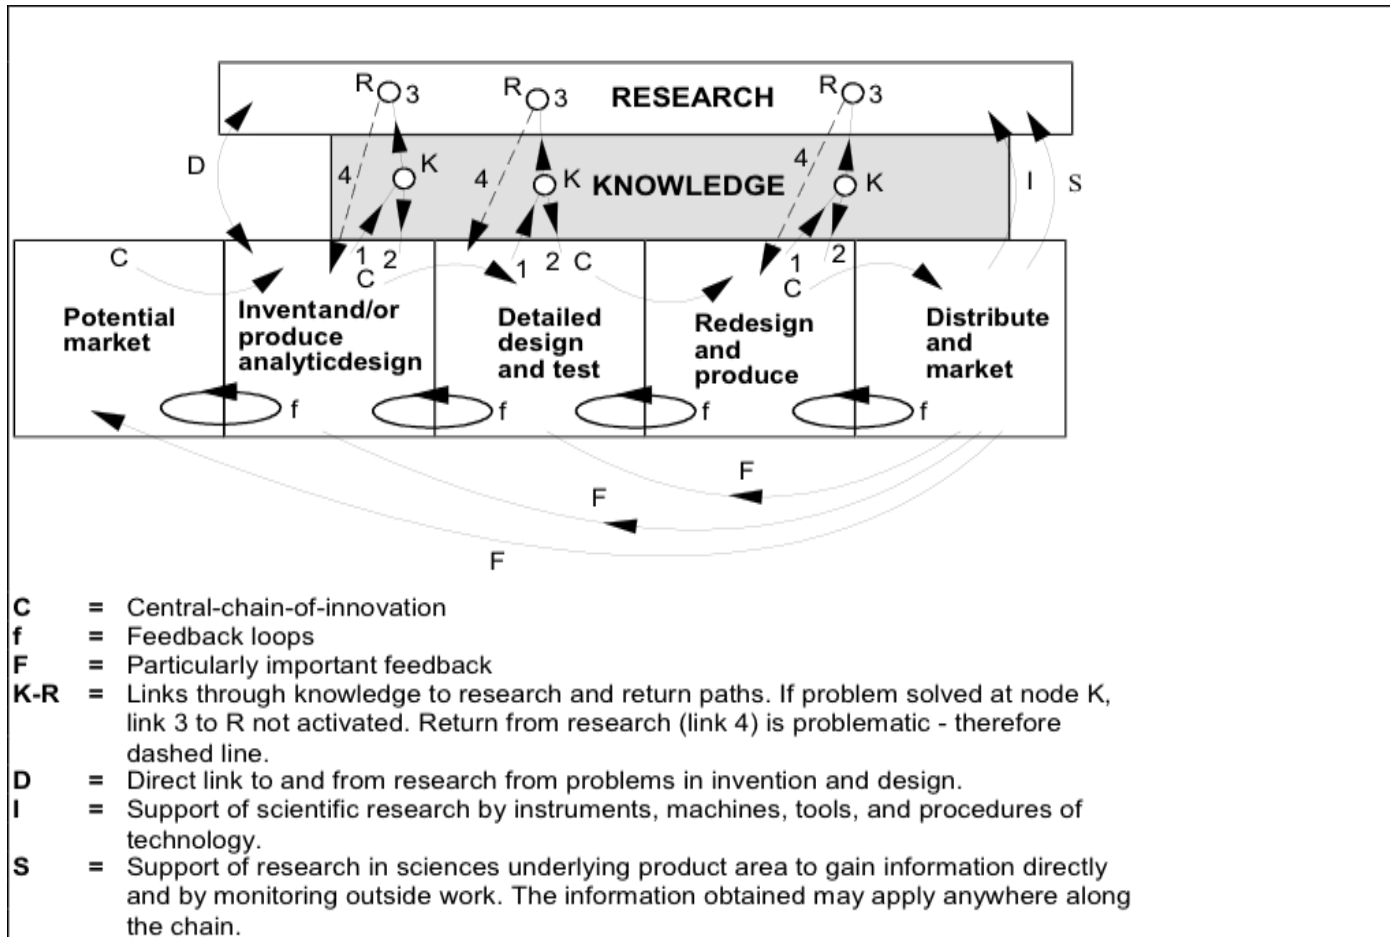 R 3
R 3
RESEARCH
R 3
D
4
K
4
K
KNOWLEDGE
4
K
I
S
C
1 2
C
1 2 C
1 2
C
Potential
market
Inventand/or
produce
analyticdesign
Detailed
design
and test
Redesign
and
produce
Distribute
and
market
f
f
f
f
F
F
F
C = Central-chain-of-innovation
f = Feedback loops
F = Particularly important feedback
K-R = Links through knowledge to research and return paths. If problem solved at node K,
link 3 to R not activated. Return from research (link 4) is problematic - therefore
dashed line.
D = Direct link to and from research from problems in invention and design.
I = Support of scientific research by instruments, machines, tools, and procedures of
technology.
S = Support of research in sciences underlying product area to gain information directly
and by monitoring outside work. The information obtained may apply anywhere along
the chain.